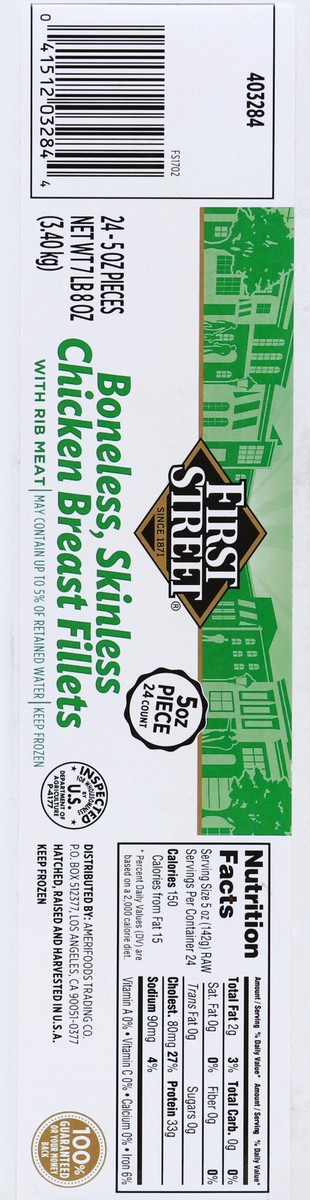 403284
FS1702
0 41512 03284 4
24-5 OZ PIECES
NET WT 7 LB 8 OZ
(3.40 kg)
FIRST
STREET®
SINCE 1871
Boneless, Skinless
Chicken Breast Fillets
WITH RIB MEAT | MAY CONTAIN UP TO 5% OF RETAINED WATER | KEEP FROZEN
5 OZ
PIECE
24 COUNT
INSPECTED
FOR WHOLESOMENESS
BY
U.S.
DEPARTMENT OF
AGRICULTURE
P-4177
Nutrition
Facts
Serving Size 5 oz (142g) RAW
Servings Per Container 24
Calories 150
Calories from Fat 15
* Percent Daily Values (DV) are
based on a 2,000 calorie diet.
Amount / Serving % Daily Value* Amount / Serving % Daily Value*
Total Fat 2g 3% Total Carb. 0g 0%
Sat. Fat 0g 0% Fiber 0g 0%
Trans Fat 0g Sugars 0g
Cholest. 80mg 27% Protein 33g
Sodium 90mg 4%
Vitamin A 0% • Vitamin C 0% • Calcium 0% • Iron 6%
DISTRIBUTED BY: AMERIFOODS TRADING CO.
P.O. BOX 512377, LOS ANGELES, CA 90051-0377
HATCHED, RAISED AND HARVESTED IN U.S.A.
KEEP FROZEN
100%
GUARANTEED
OR YOUR MONEY
BACK